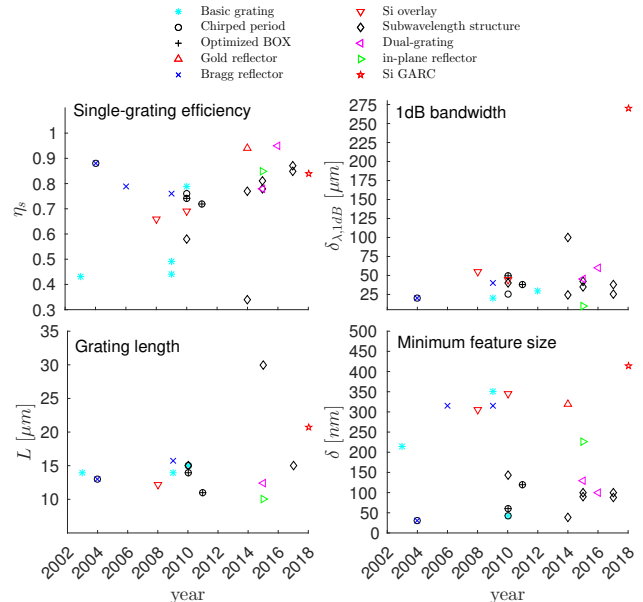 Basic grating
Chirped period
Optimized BOX
Gold reflector
Bragg reflector
Si overlay
Subwavelength structure
Dual-grating
in-plane reflector
Si GARC
Single-grating efficiency
1
0.9
0.8
0.7
0.6
0.5
0.4
0.3
η_s
1dB bandwidth
275
250
225
200
175
150
125
100
75
50
25
δ_{λ,1dB} [μm]
Grating length
35
30
25
20
15
10
L [μm]
2002 2004 2006 2008 2010 2012 2014 2016 2018
year
Minimum feature size
500
450
400
350
300
250
200
150
100
50
0
δ [nm]
2002 2004 2006 2008 2010 2012 2014 2016 2018
year